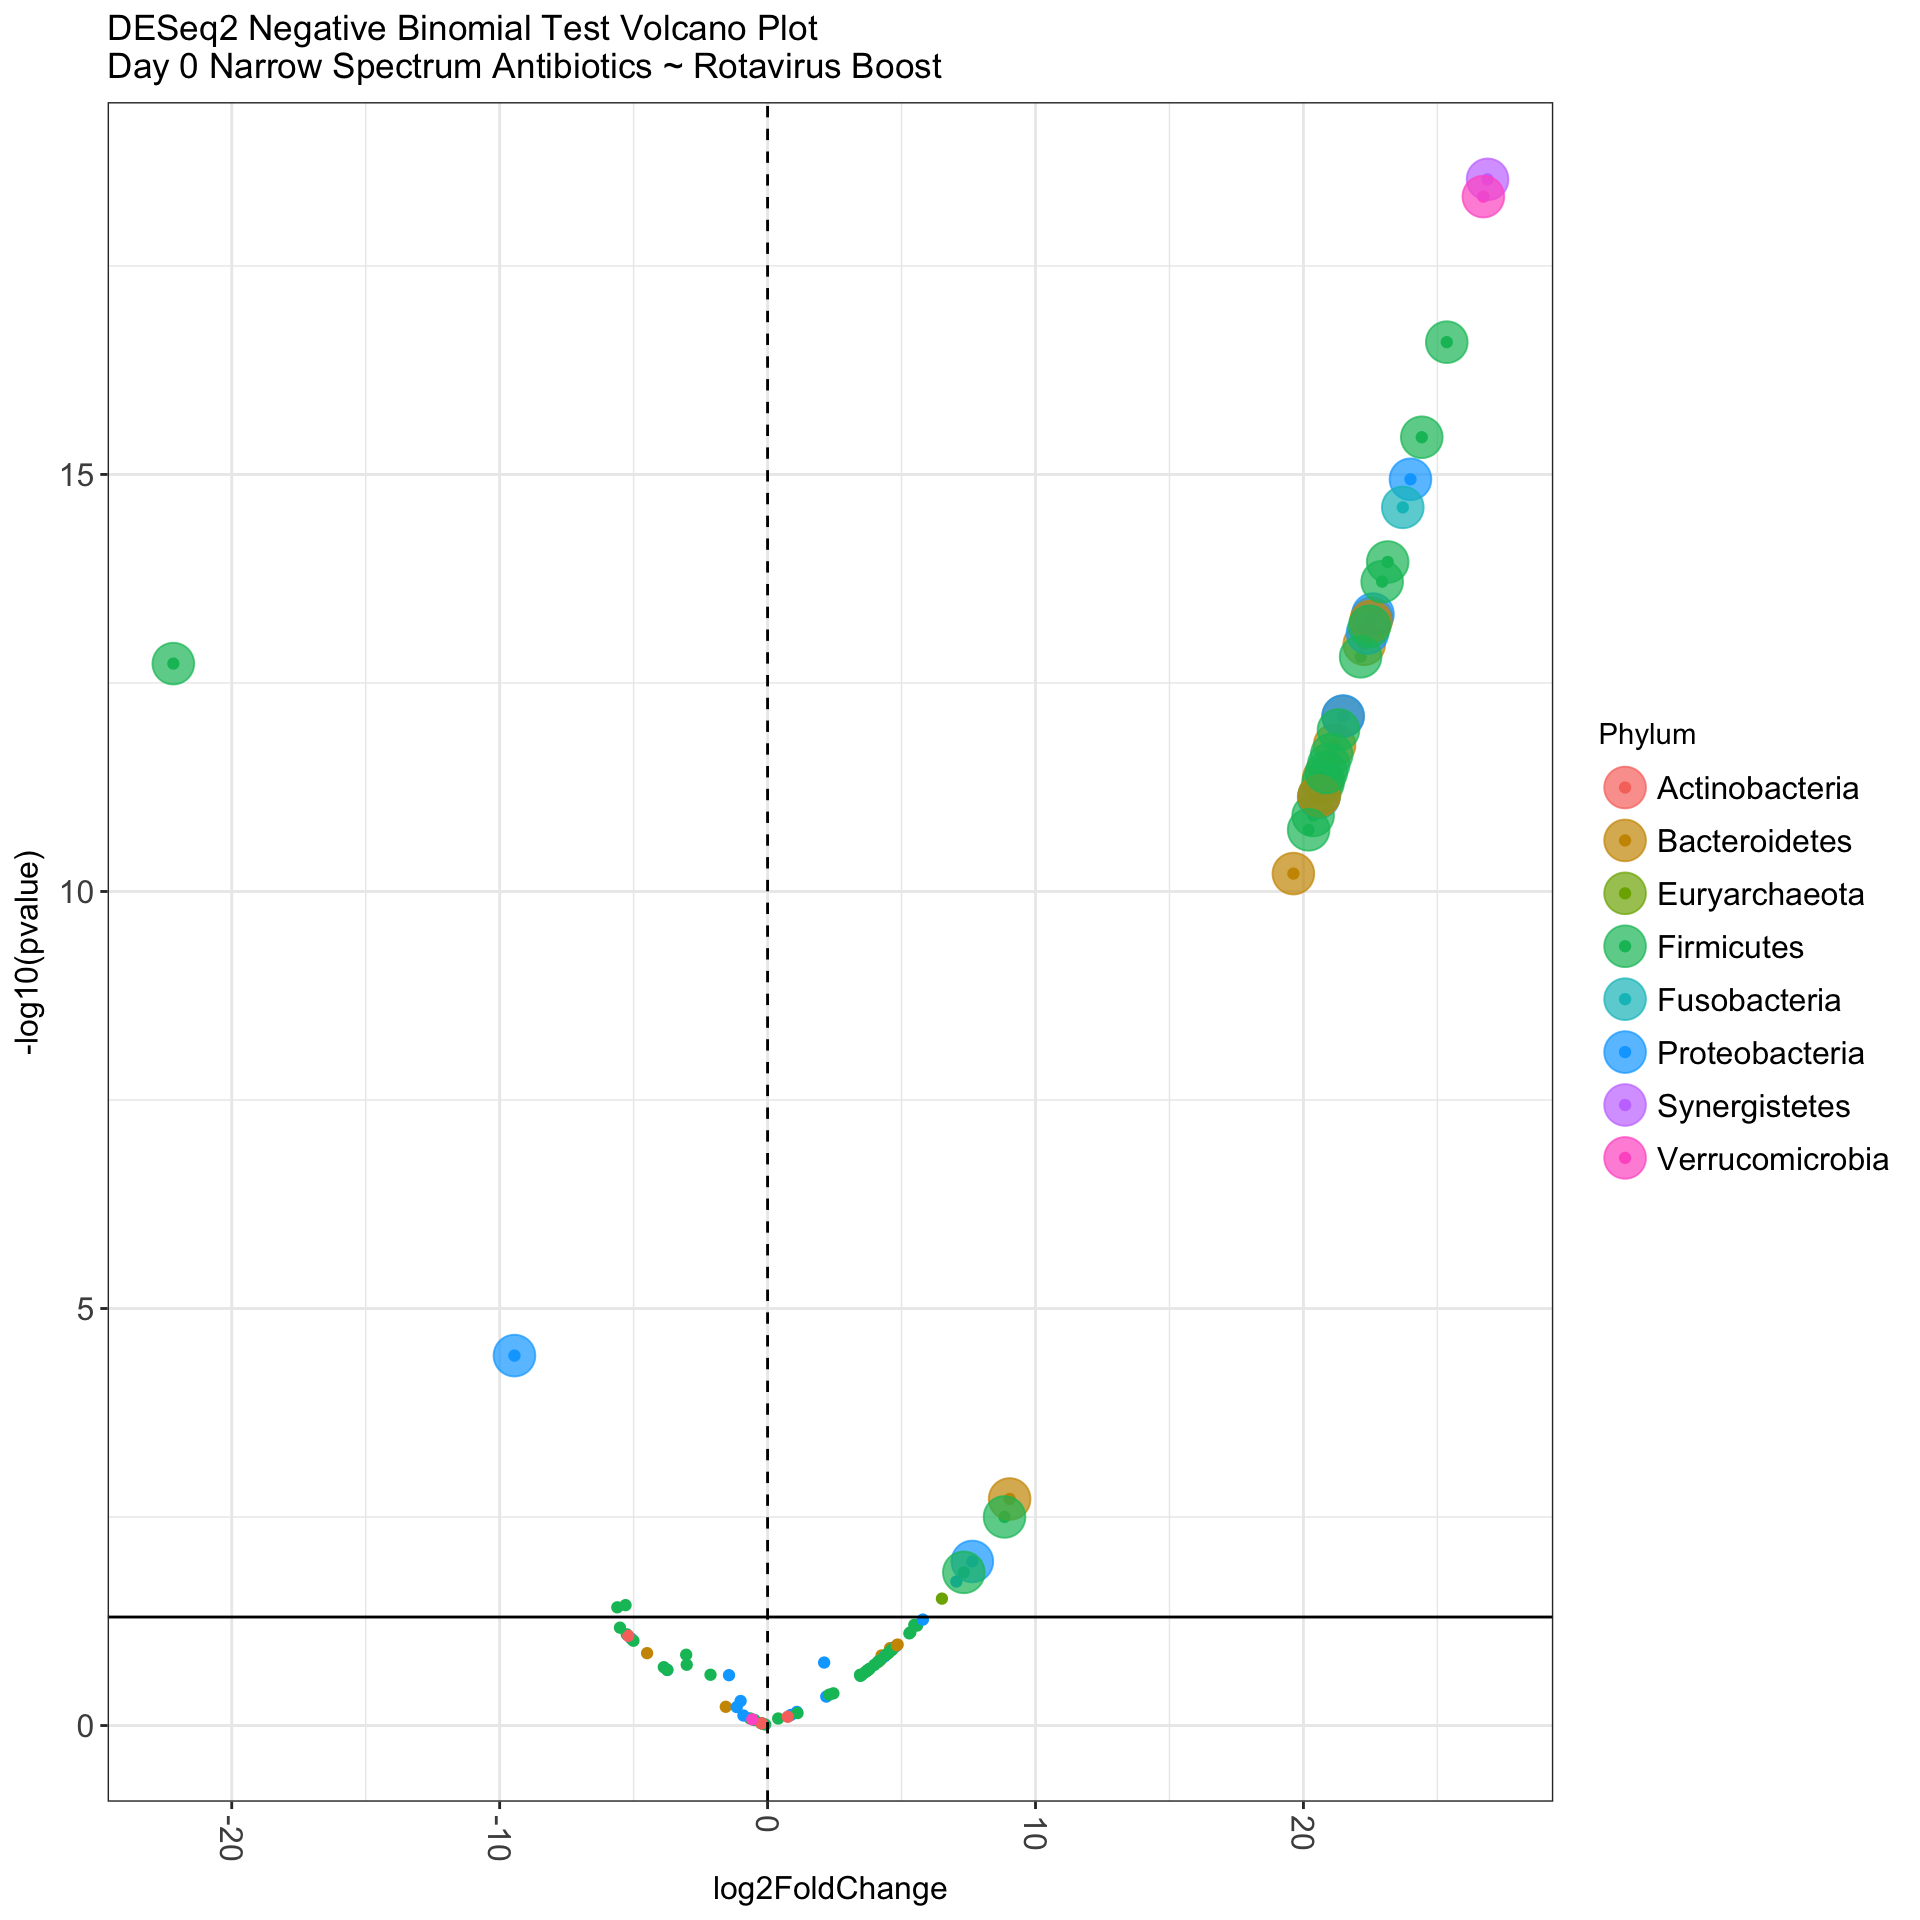 DESeq2 Negative Binomial Test Volcano Plot
Day 0 Narrow Spectrum Antibiotics ~ Rotavirus Boost
15
10
5
0
-log10(pvalue)
-20
-10
0
10
20
log2FoldChange
Phylum
Actinobacteria
Bacteroidetes
Euryarchaeota
Firmicutes
Fusobacteria
Proteobacteria
Synergistetes
Verrucomicrobia